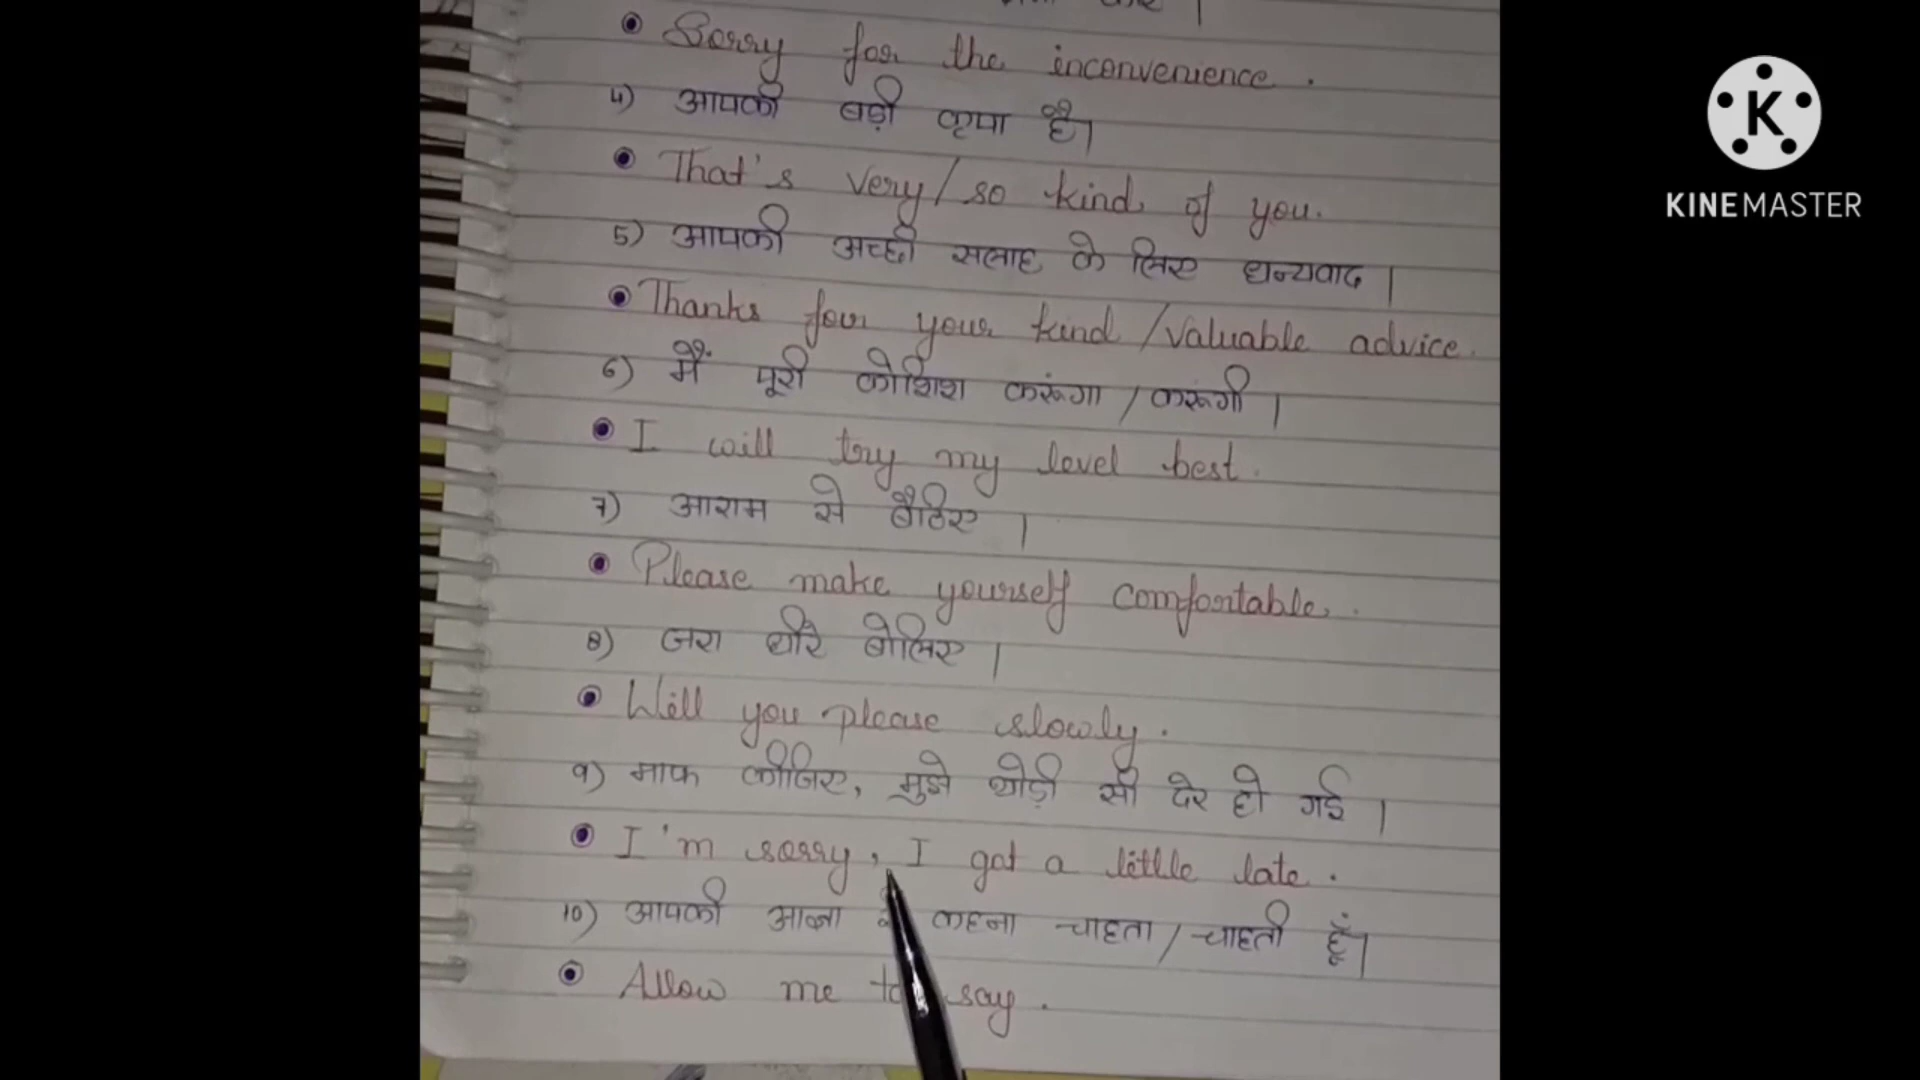 करें।
Sorry for the inconvenience.
4) आपकी बड़ी कृपा है।
That's very/so kind of you.
5) आपकी अच्छी सलाह के लिए धन्यवाद।
Thanks for your kind/valuable advice.
6) मैं पूरी कोशिश करूंगा/करूंगी।
I will try my level best.
7) आराम से बैठिए।
Please make yourself comfortable.
8) जरा धीरे बोलिए।
Will you please slowly.
9) माफ कीजिए, मुझे थोड़ी सी देर हो गई।
I'm sorry, I got a little late.
10) आपकी आज्ञा कहना चाहता/चाहती हूँ।
Allow me to say.
K
KINEMASTER